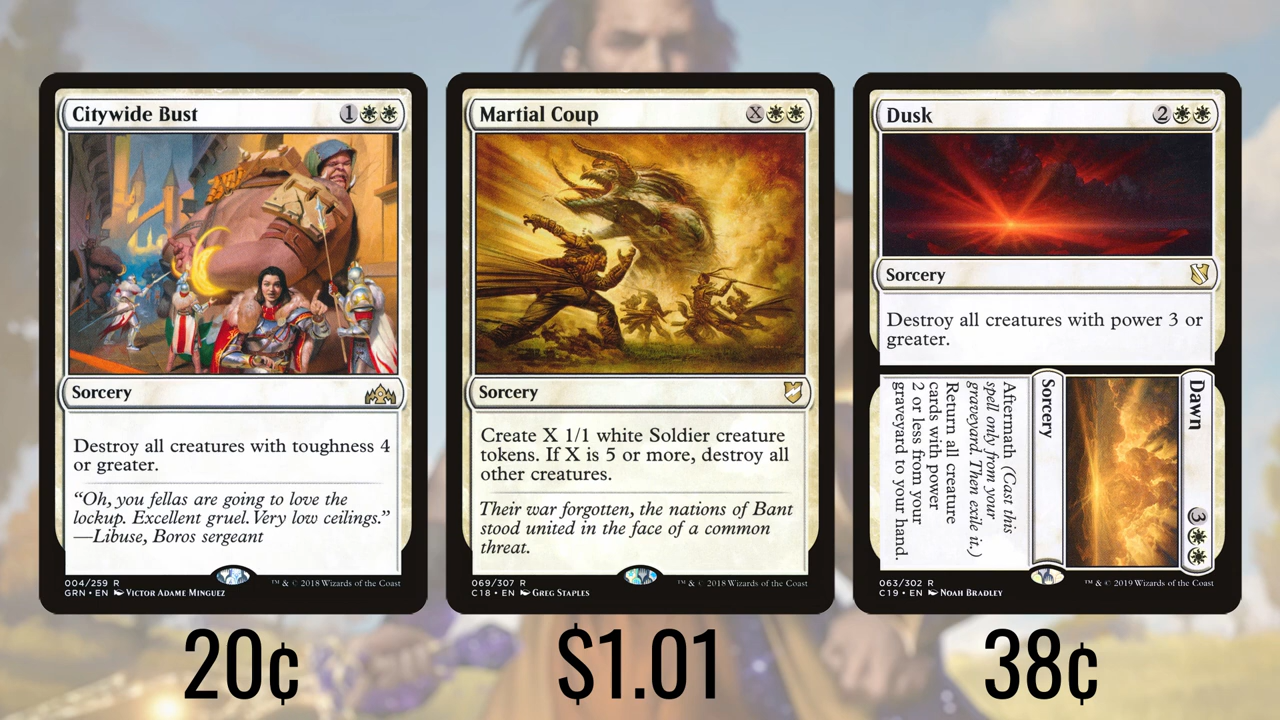 Citywide Bust 1
Sorcery
Destroy all creatures with toughness 4
or greater.
“Oh, you fellas are going to love the
lockup. Excellent gruel. Very low ceilings.”
—Libuse, Boros sergeant
004/259 R
GRN • EN Victor Adame Minguez
™ & © 2018 Wizards of the Coast
20¢
Martial Coup X
Sorcery
Create X 1/1 white Soldier creature
tokens. If X is 5 or more, destroy all
other creatures.
Their war forgotten, the nations of Bant
stood united in the face of a common
threat.
069/307 R
C18 • EN Greg Staples
™ & © 2018 Wizards of the Coast
$1.01
Dusk 2
Sorcery
Destroy all creatures with power 3 or
greater.
Dawn 3
Sorcery
Aftermath (Cast this
spell only from your
graveyard. Then exile it.)
Return all creature
cards with power
2 or less from your
graveyard to your hand.
063/302 R
C19 • EN Noah Bradley
™ & © 2019 Wizards of the Coast
38¢